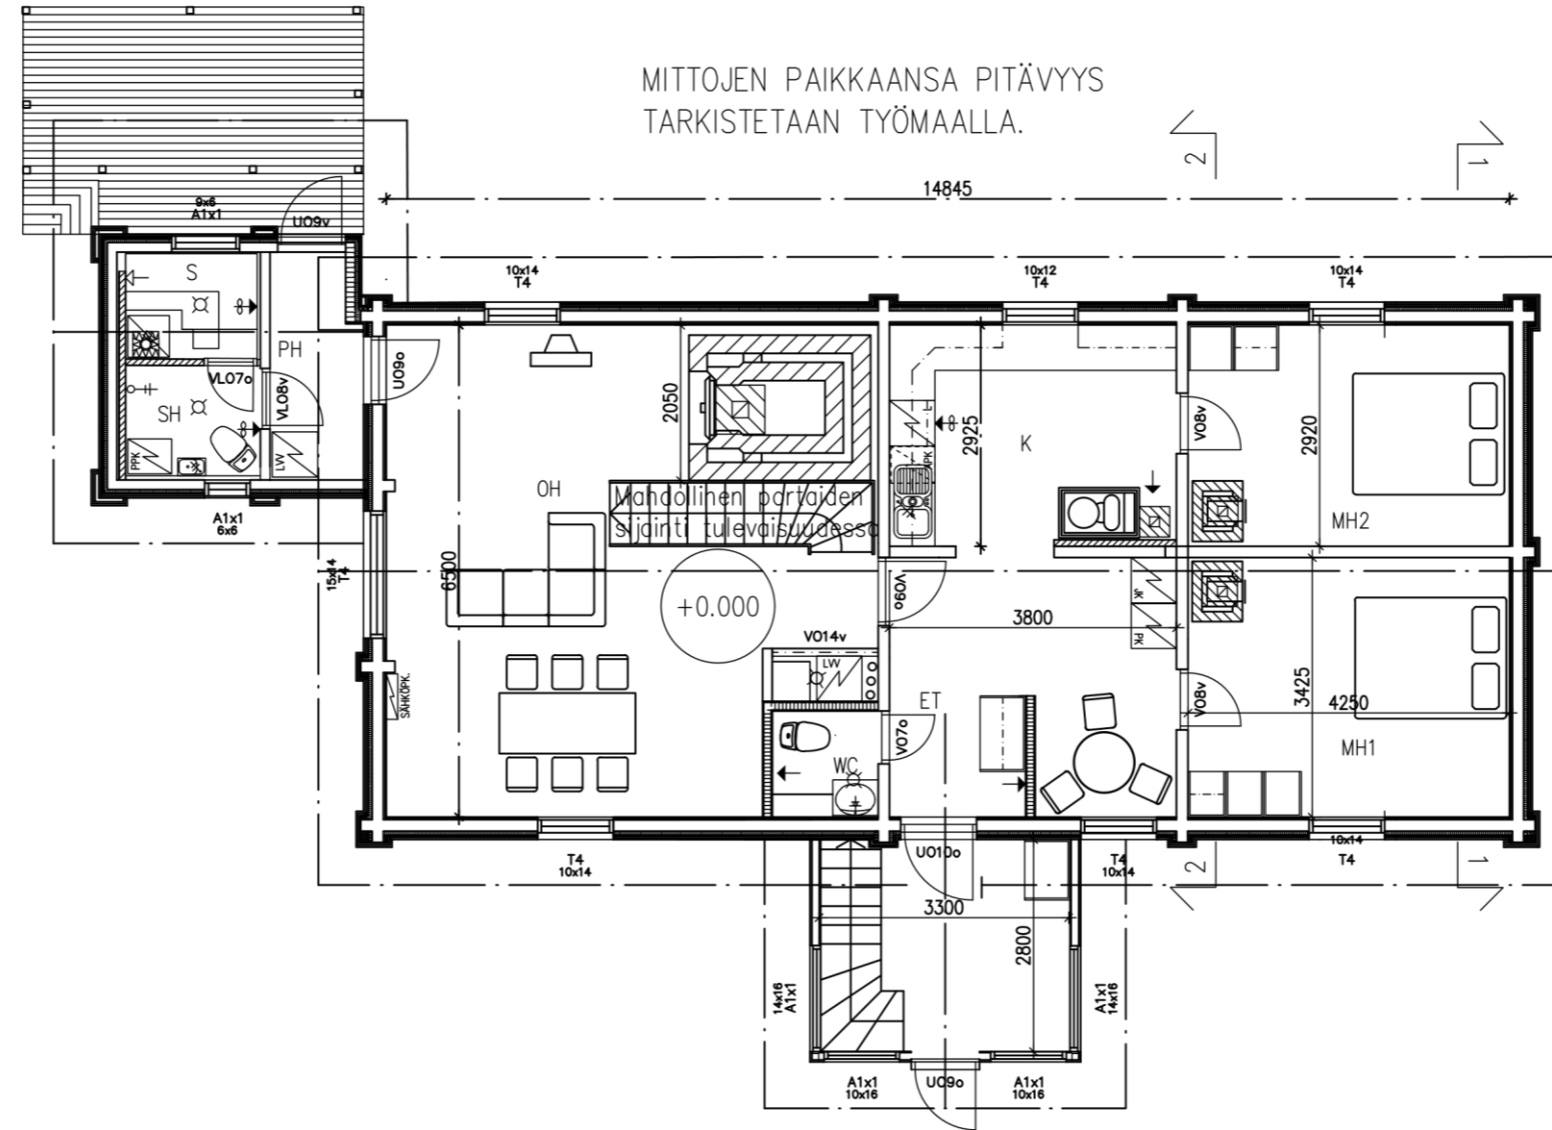 MITTOJEN PAIKKAANSA PITÄVYYS
TARKISTETAAN TYÖMAALLA.
2
1
14845
9x6
A1x1
UO9v
10x14
T4
10x12
T4
10x14
T4
S
PH
VL07o
VL08v
SH
PPK
LW
UO9o
A1x1
6x6
2050
OH
Mahdollinen portaiden
sijainti tulevaisuudessa
6500
15x14
T4
+0.000
SÄHKÖPK.
L
2925
APK
K
VO8v
2920
MH2
VO9o
JK
PK
3800
VO14v
LW
ET
VO7o
WC
VO8v
3425
4250
MH1
T4
10x14
UO10o
T4
10x14
10x14
T4
2
1
3300
2800
14x16
A1x1
A1x1
14x16
A1x1
10x16
UO9o
A1x1
10x16